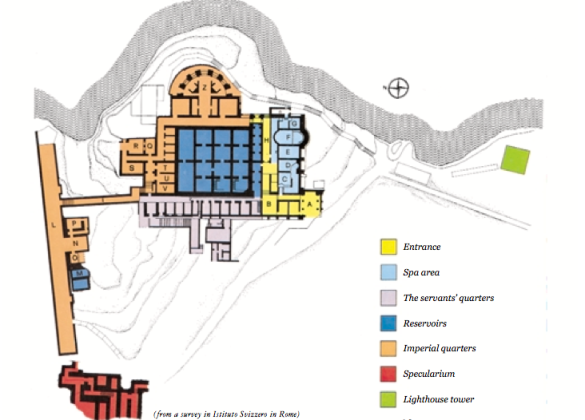 Z
N
G
H
F
R Q
E
S
D
U
C
V
I
B
A
T
L
P
N
O
M
Entrance
Spa area
The servants' quarters
Reservoirs
Imperial quarters
Specularium
Lighthouse tower
(from a survey in Istituto Svizzero in Rome)